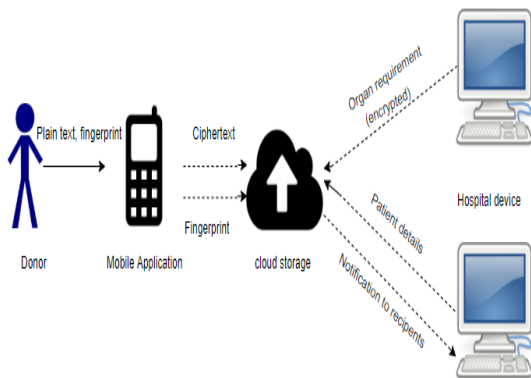 Plain text, fingerprint
Ciphertext
Fingerprint
Organ requirement
(encrypted)
Hospital device
Patient details
Notification to recipents
Donor
Mobile Application
cloud storage